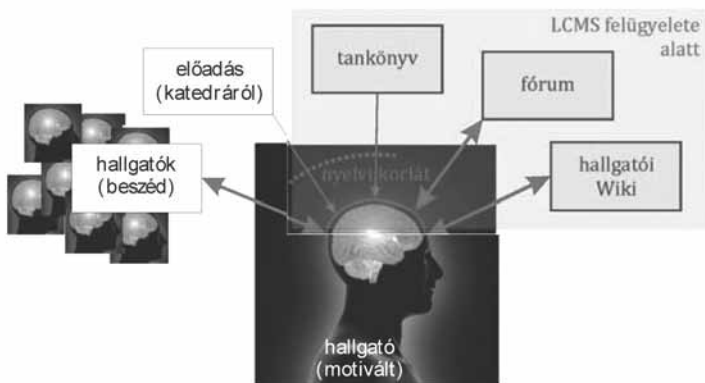 LCMS felügyelete
alatt
előadás
(katedráról)
tankönyv
fórum
hallgatók
(beszéd)
nyelvi korlát
hallgatói
Wiki
hallgató
(motivált)